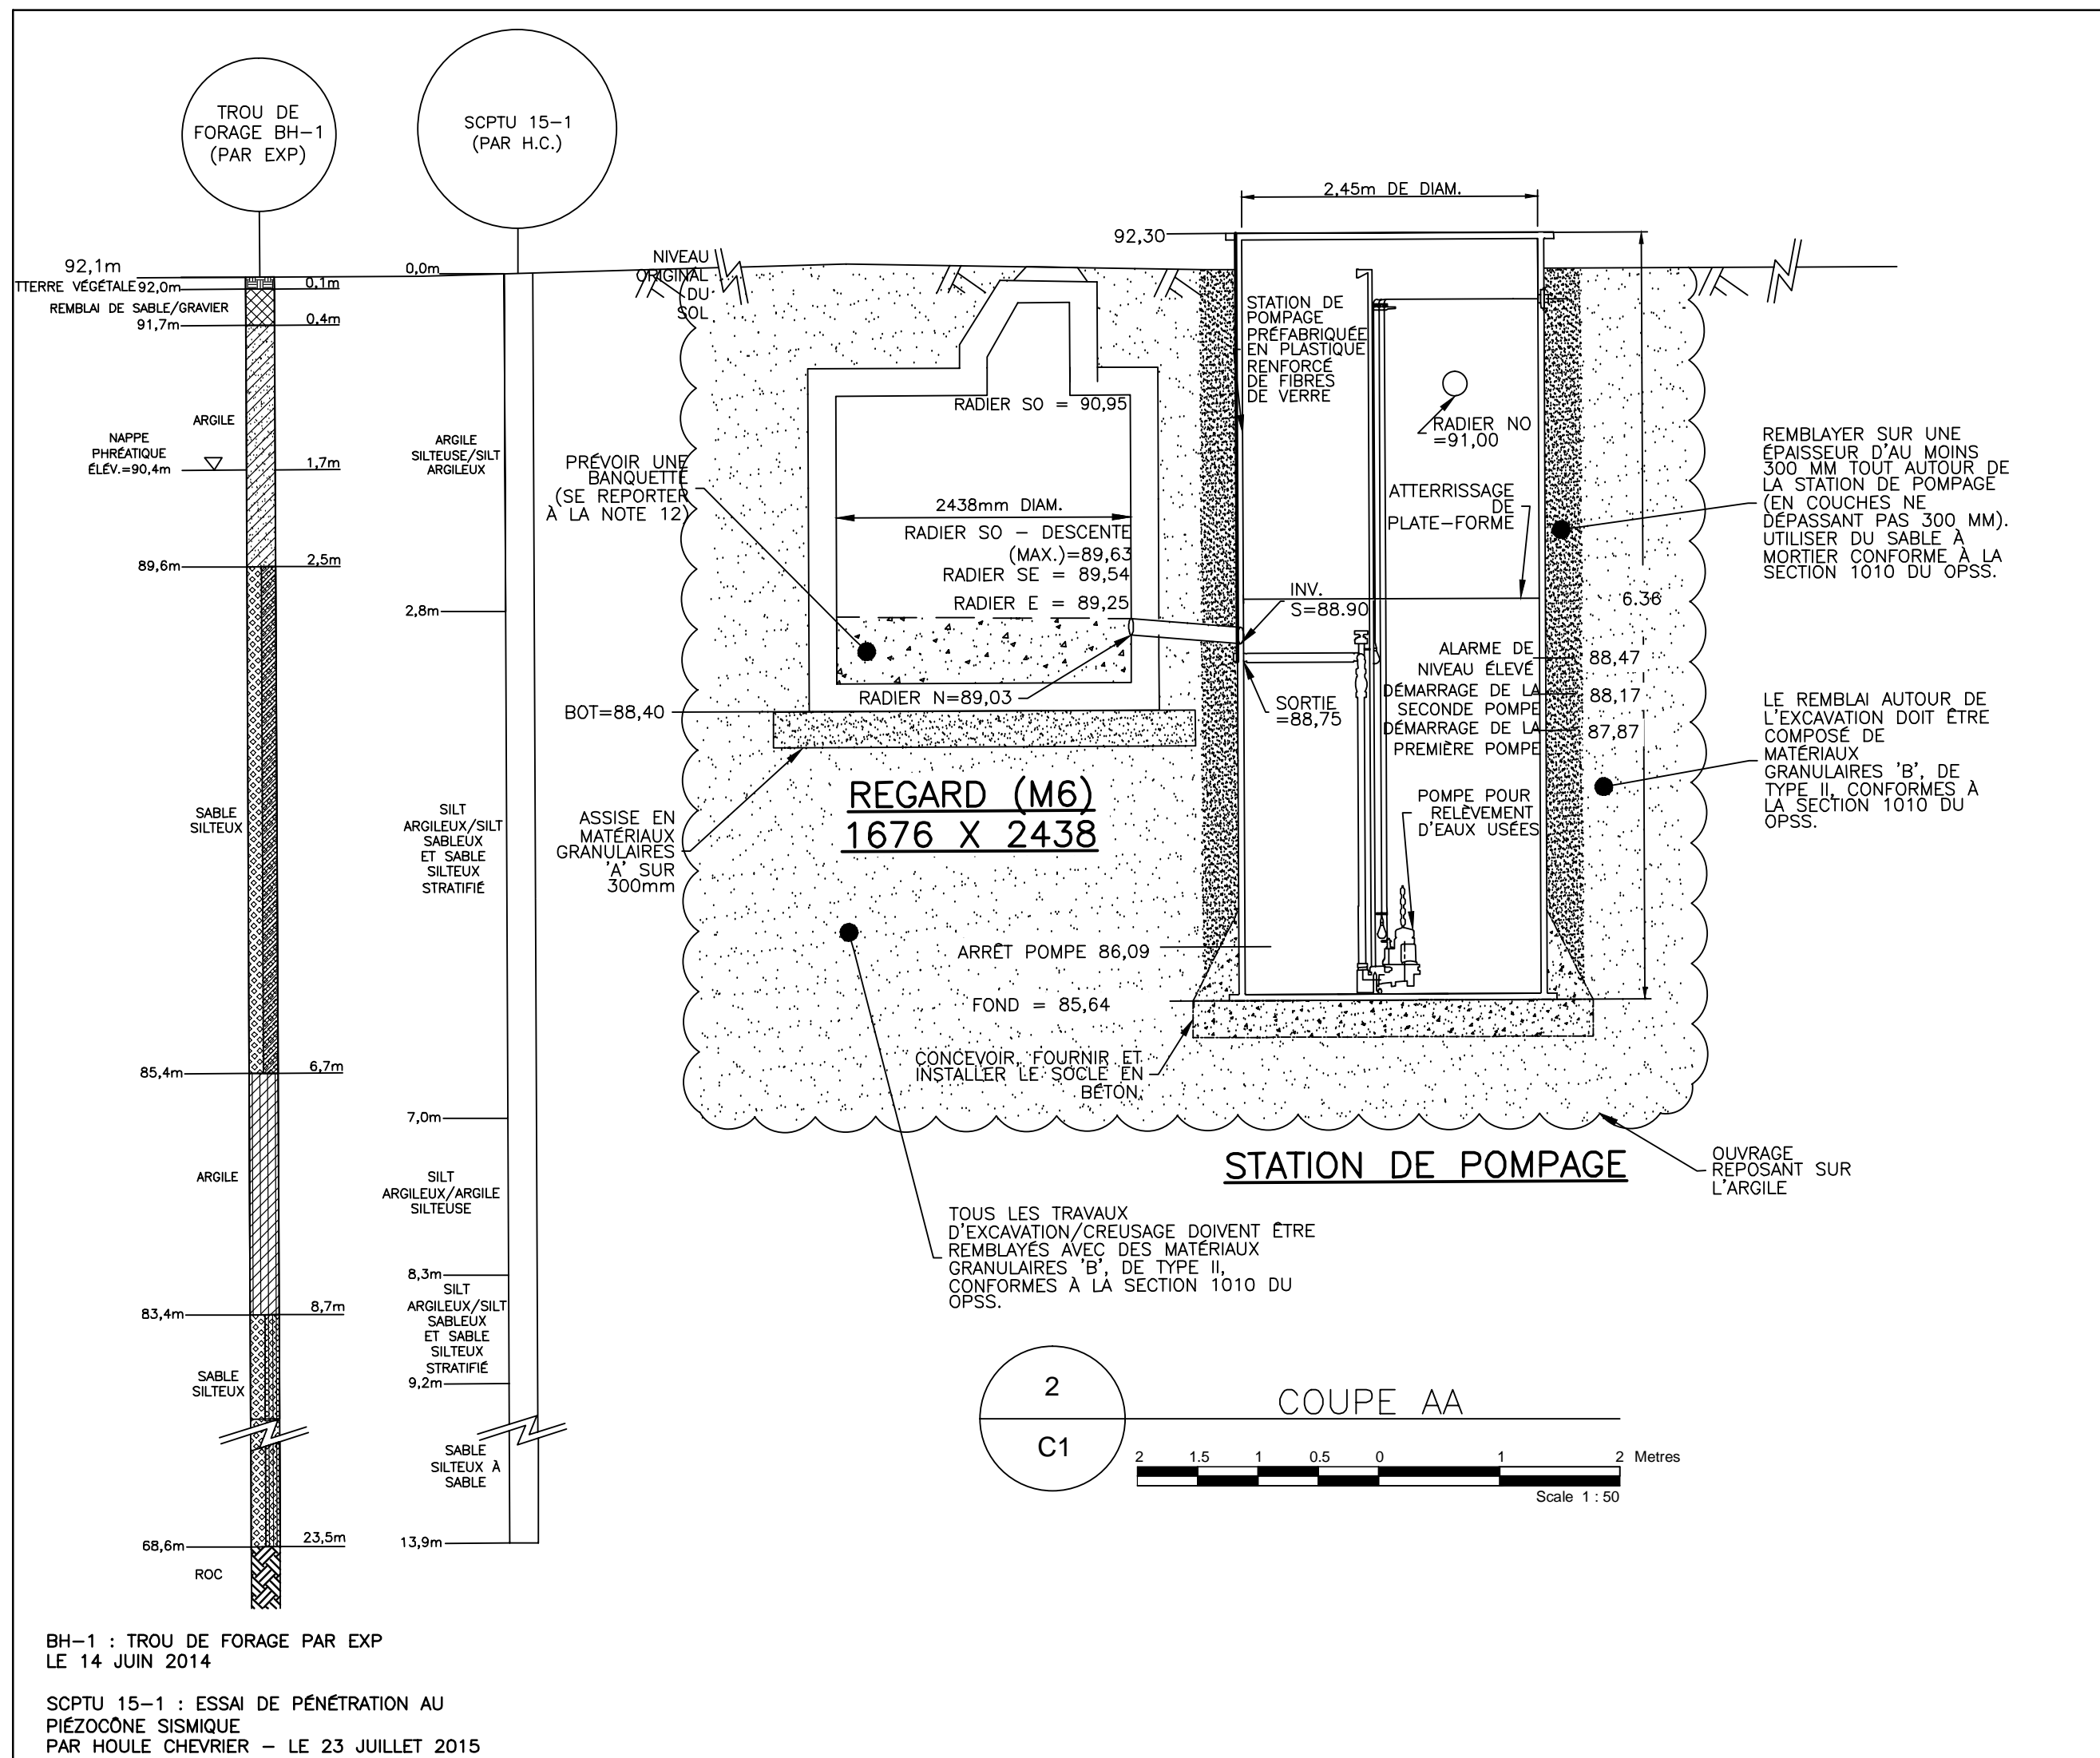 TROU DE
FORAGE BH-1
(PAR EXP)
SCPTU 15-1
(PAR H.C.)
92,1m
TTERRE VÉGÉTALE
92,0m
0,1m
REMBLAI DE SABLE/GRAVIER
91,7m
0,4m
ARGILE
NAPPE
PHRÉATIQUE
ÉLÉV.=90,4m
1,7m
89,6m
2,5m
SABLE
SILTEUX
85,4m
6,7m
ARGILE
83,4m
8,7m
SABLE
SILTEUX
68,6m
23,5m
ROC
0,0m
ARGILE
SILTEUSE/SILT
ARGILEUX
2,8m
SILT
ARGILEUX/SILT
SABLEUX
ET SABLE
SILTEUX
STRATIFIÉ
7,0m
SILT
ARGILEUX/ARGILE
SILTEUSE
8,3m
SILT
ARGILEUX/SILT
SABLEUX
ET SABLE
SILTEUX
STRATIFIÉ
9,2m
SABLE
SILTEUX À
SABLE
13,9m
NIVEAU
ORIGINAL
DU
SOL
PRÉVOIR UNE
BANQUETTE
(SE REPORTER
À LA NOTE 12)
RADIER SO = 90,95
2438mm DIAM.
RADIER SO - DESCENTE
(MAX.)=89,63
RADIER SE = 89,54
RADIER E = 89,25
RADIER N=89,03
BOT=88,40
ASSISE EN
MATÉRIAUX
GRANULAIRES
'A' SUR
300mm
REGARD (M6)
1676 X 2438
2,45m DE DIAM.
92,30
STATION DE
POMPAGE
PRÉFABRIQUÉE
EN PLASTIQUE
RENFORCÉ
DE FIBRES
DE VERRE
RADIER NO
=91,00
ATTERRISSAGE
DE
PLATE-FORME
INV.
S=88.90
SORTIE
=88,75
6.36
ALARME DE
NIVEAU ÉLEVÉ
88,47
DÉMARRAGE DE LA
SECONDE POMPE
88,17
DÉMARRAGE DE LA
PREMIÈRE POMPE
87,87
POMPE POUR
RELÈVEMENT
D'EAUX USÉES
ARRÊT POMPE 86,09
FOND = 85,64
CONCEVOIR, FOURNIR ET
INSTALLER LE SOCLE EN
BÉTON.
REMBLAYER SUR UNE
ÉPAISSEUR D'AU MOINS
300 MM TOUT AUTOUR DE
LA STATION DE POMPAGE
(EN COUCHES NE
DÉPASSANT PAS 300 MM).
UTILISER DU SABLE À
MORTIER CONFORME À LA
SECTION 1010 DU OPSS.
LE REMBLAI AUTOUR DE
L'EXCAVATION DOIT ÊTRE
COMPOSÉ DE
MATÉRIAUX
GRANULAIRES 'B', DE
TYPE II, CONFORMES À
LA SECTION 1010 DU
OPSS.
STATION DE POMPAGE
OUVRAGE
REPOSANT SUR
L'ARGILE
TOUS LES TRAVAUX
D'EXCAVATION/CREUSAGE DOIVENT ÊTRE
REMBLAYÉS AVEC DES MATÉRIAUX
GRANULAIRES 'B', DE TYPE II,
CONFORMES À LA SECTION 1010 DU
OPSS.
2
C1
COUPE AA
2 1.5 1 0.5 0 1 2 Metres
Scale 1 : 50
BH-1 : TROU DE FORAGE PAR EXP
LE 14 JUIN 2014
SCPTU 15-1 : ESSAI DE PÉNÉTRATION AU
PIÉZOCÔNE SISMIQUE
PAR HOULE CHEVRIER - LE 23 JUILLET 2015